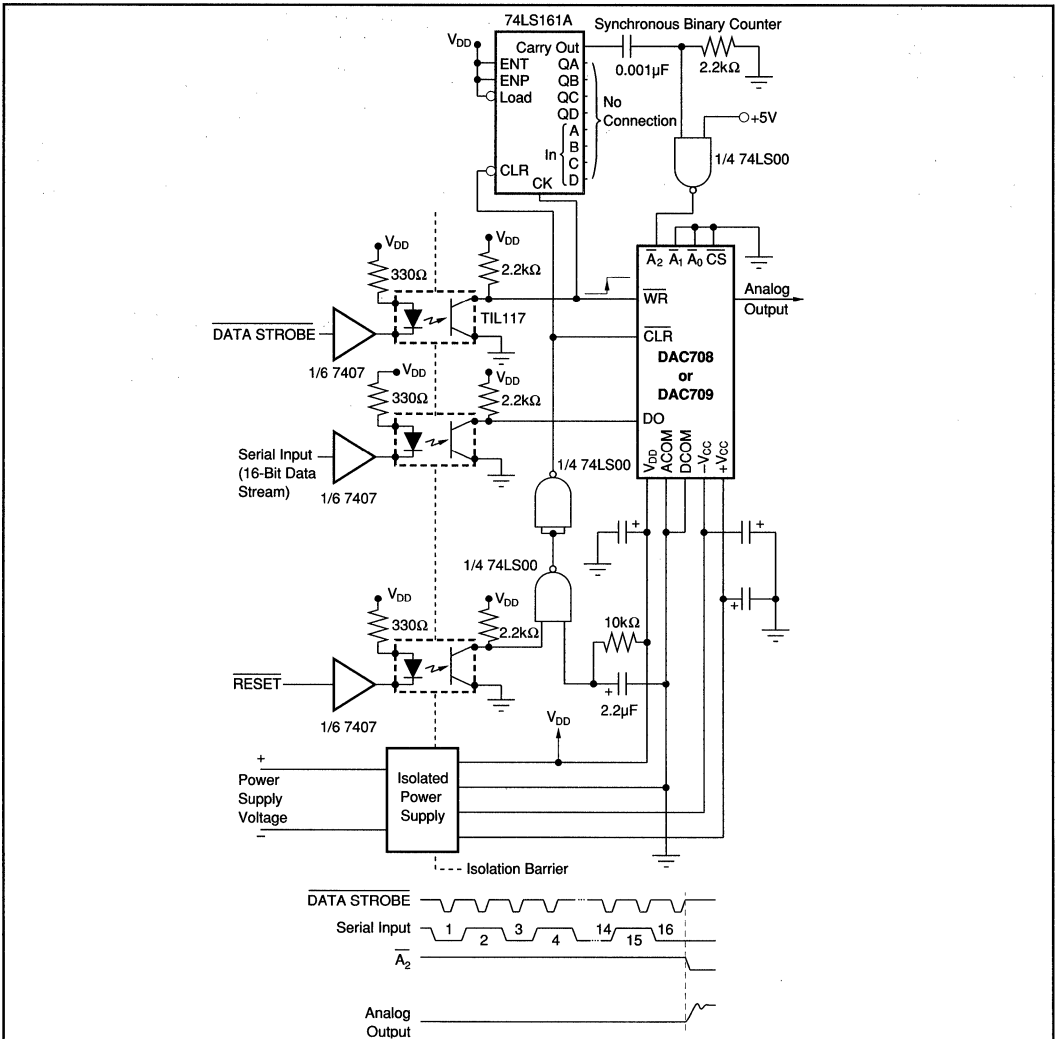 74LS161A
Synchronous Binary Counter
VDD
Carry Out
ENT
QA
0.001µF
2.2kΩ
ENP
QB
Load
QC
No
Connection
QD
A
In
B
C
D
+5V
1/4 74LS00
CLR
CK
VDD
VDD
330Ω
2.2kΩ
A2 A1 A0 CS
WR
Analog
Output
TIL117
DATA STROBE
CLR
1/6 7407
DAC708
or
DAC709
VDD
VDD
330Ω
2.2kΩ
DO
Serial Input
(16-Bit Data
Stream)
1/6 7407
VDD
ACOM
DCOM
–VCC
+VCC
1/4 74LS00
+
+
1/4 74LS00
VDD
VDD
330Ω
2.2kΩ
+
10kΩ
RESET
+
2.2µF
1/6 7407
VDD
+
Power
Supply
Voltage
–
Isolated
Power
Supply
Isolation Barrier
DATA STROBE
Serial Input
1 2 3 4 14 15 16
A2
Analog
Output